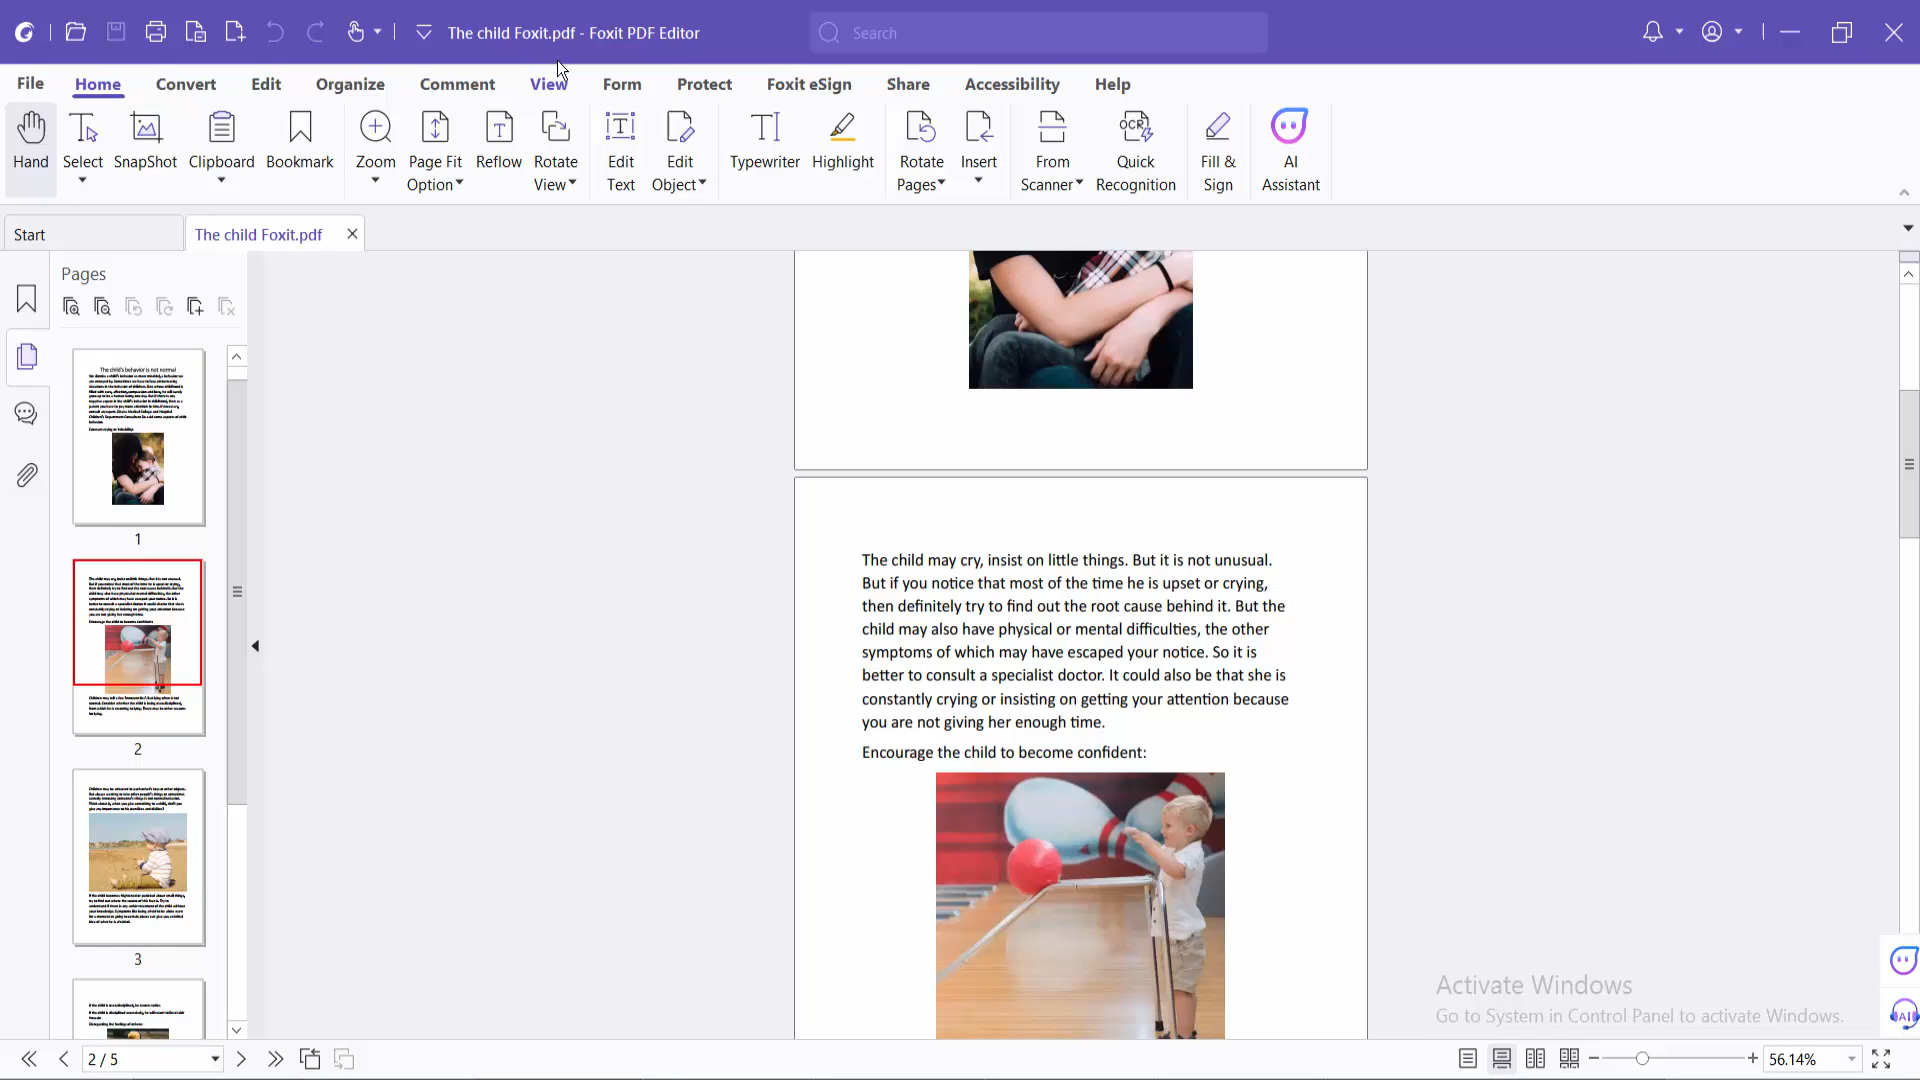 The child Foxit.pdf - Foxit PDF Editor
Search
File
Home
Convert
Edit
Organize
Comment
View
Form
Protect
Foxit eSign
Share
Accessibility
Help
Hand
Select
SnapShot
Clipboard
Bookmark
Zoom
Page Fit
Option
Reflow
Rotate
View
Edit
Text
Edit
Object
Typewriter
Highlight
Rotate
Pages
Insert
From
Scanner
OCR
Quick
Recognition
Fill &
Sign
AI
Assistant
Start
The child Foxit.pdf
Pages
The child's behavior is not normal
1
2
3
The child may cry, insist on little things. But it is not unusual.
But if you notice that most of the time he is upset or crying,
then definitely try to find out the root cause behind it. But the
child may also have physical or mental difficulties, the other
symptoms of which may have escaped your notice. So it is
better to consult a specialist doctor. It could also be that she is
constantly crying or insisting on getting your attention because
you are not giving her enough time.
Encourage the child to become confident:
Activate Windows
Go to System in Control Panel to activate Windows.
AI
2 / 5
56.14%